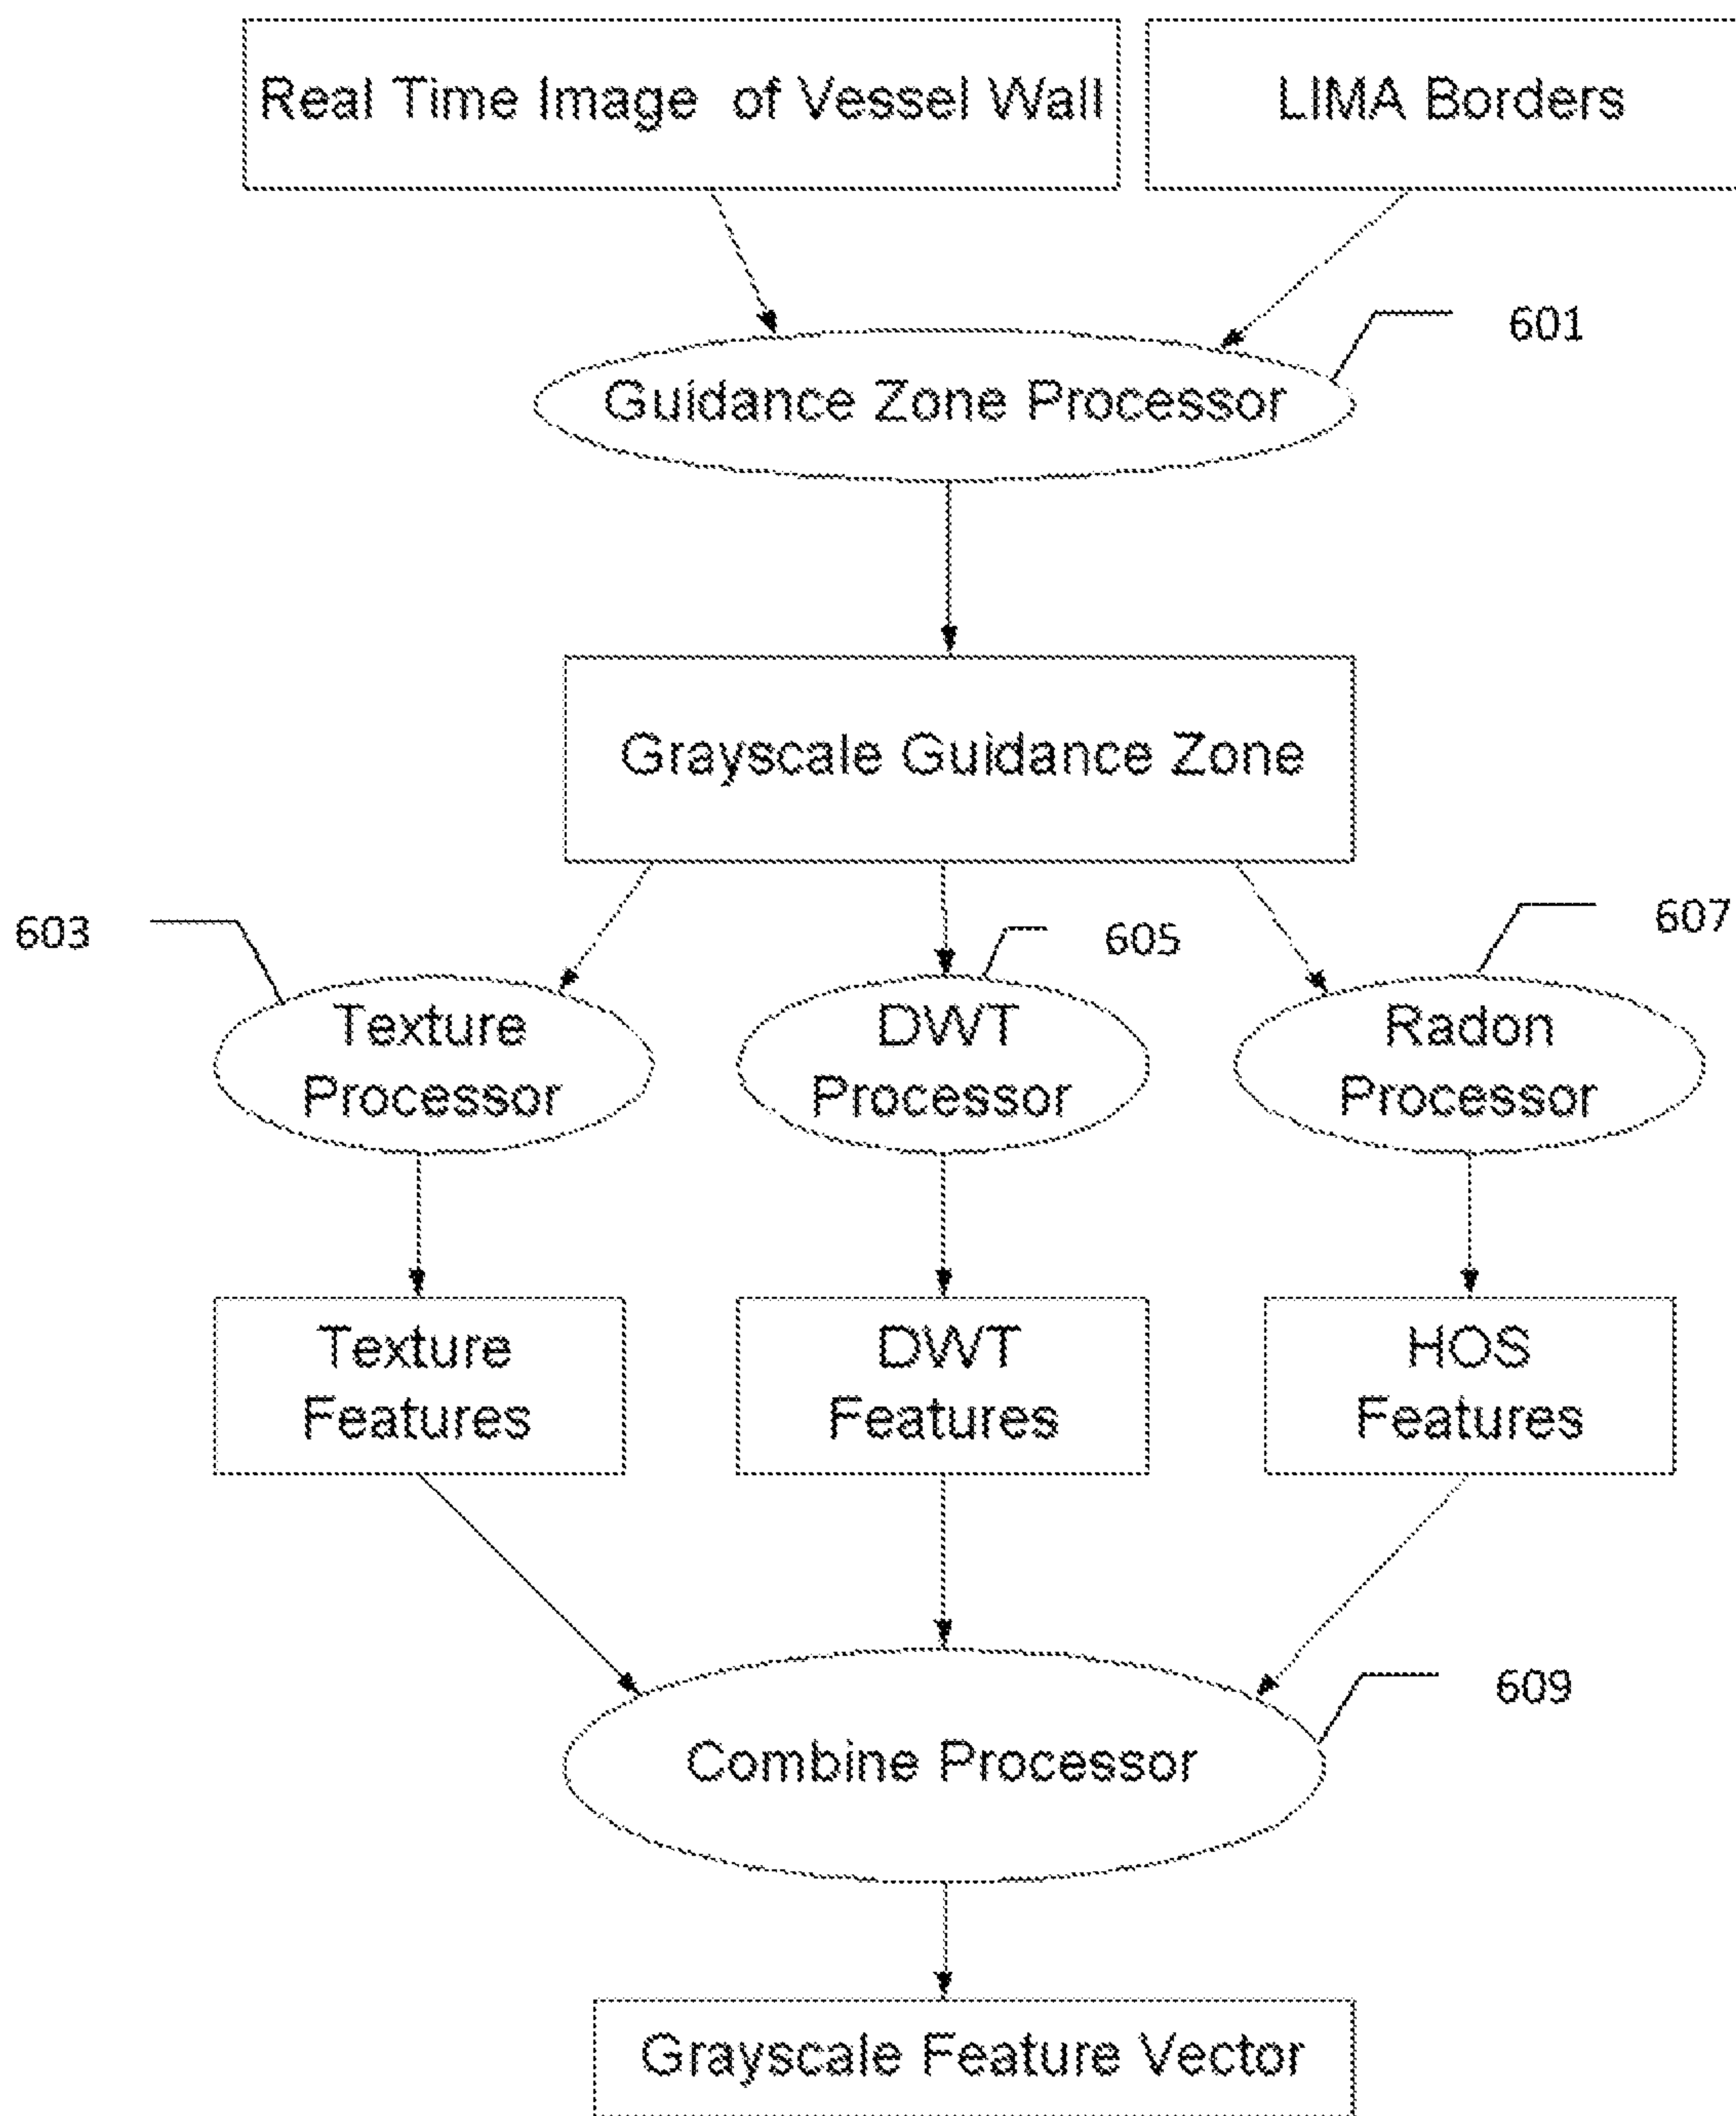 Real Time Image of Vessel Wall
LIMA Borders
601
Guidance Zone Processor
Grayscale Guidance Zone
603
605
607
Texture
Processor
DWT
Processor
Radon
Processor
Texture
Features
DWT
Features
HOS
Features
609
Combine Processor
Grayscale Feature Vector